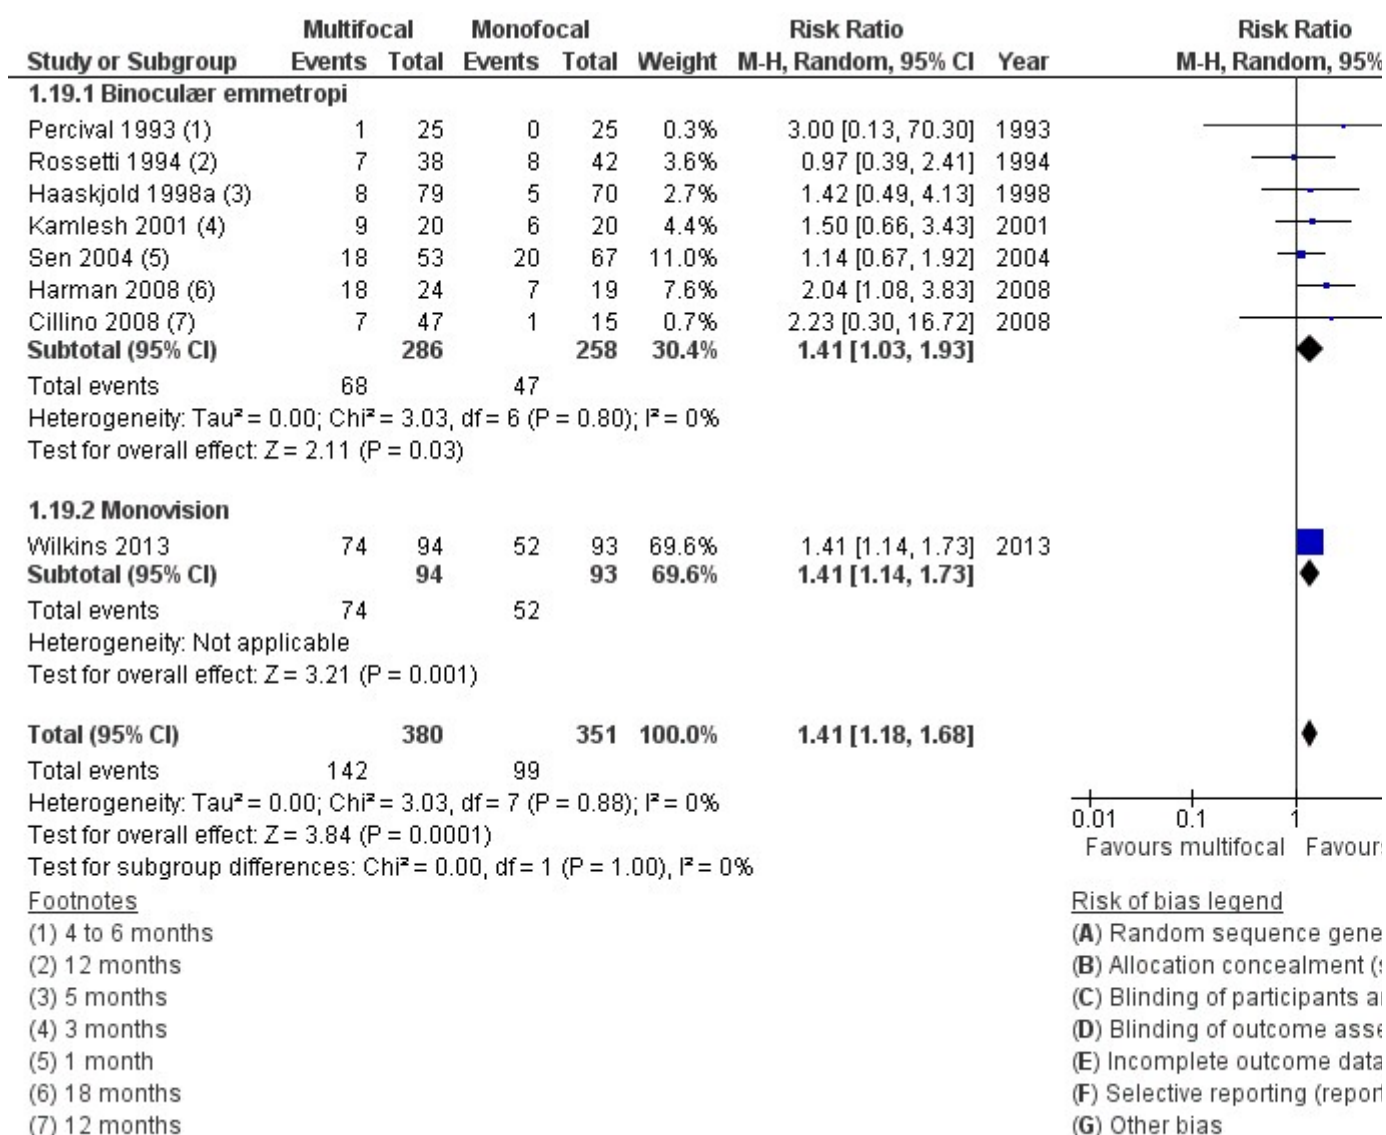 Multifocal Monofocal Risk Ratio Risk Ratio
Study or Subgroup Events Total Events Total Weight M-H, Random, 95% CI Year M-H, Random, 95%
1.19.1 Binoculær emmetropi
Percival 1993 (1) 1 25 0 25 0.3% 3.00 [0.13, 70.30] 1993
Rossetti 1994 (2) 7 38 8 42 3.6% 0.97 [0.39, 2.41] 1994
Haaskjold 1998a (3) 8 79 5 70 2.7% 1.42 [0.49, 4.13] 1998
Kamlesh 2001 (4) 9 20 6 20 4.4% 1.50 [0.66, 3.43] 2001
Sen 2004 (5) 18 53 20 67 11.0% 1.14 [0.67, 1.92] 2004
Harman 2008 (6) 18 24 7 19 7.6% 2.04 [1.08, 3.83] 2008
Cillino 2008 (7) 7 47 1 15 0.7% 2.23 [0.30, 16.72] 2008
Subtotal (95% CI) 286 258 30.4% 1.41 [1.03, 1.93]
Total events 68 47
Heterogeneity: Tau² = 0.00; Chi² = 3.03, df = 6 (P = 0.80); I² = 0%
Test for overall effect: Z = 2.11 (P = 0.03)
1.19.2 Monovision
Wilkins 2013 74 94 52 93 69.6% 1.41 [1.14, 1.73] 2013
Subtotal (95% CI) 94 93 69.6% 1.41 [1.14, 1.73]
Total events 74 52
Heterogeneity: Not applicable
Test for overall effect: Z = 3.21 (P = 0.001)
Total (95% CI) 380 351 100.0% 1.41 [1.18, 1.68]
Total events 142 99
Heterogeneity: Tau² = 0.00; Chi² = 3.03, df = 7 (P = 0.88); I² = 0%
Test for overall effect: Z = 3.84 (P = 0.0001)
Test for subgroup differences: Chi² = 0.00, df = 1 (P = 1.00), I² = 0%
0.01 0.1 1
Favours multifocal Favours
Footnotes
(1) 4 to 6 months
(2) 12 months
(3) 5 months
(4) 3 months
(5) 1 month
(6) 18 months
(7) 12 months
Risk of bias legend
(A) Random sequence gene
(B) Allocation concealment (s
(C) Blinding of participants a
(D) Blinding of outcome asse
(E) Incomplete outcome data
(F) Selective reporting (report
(G) Other bias